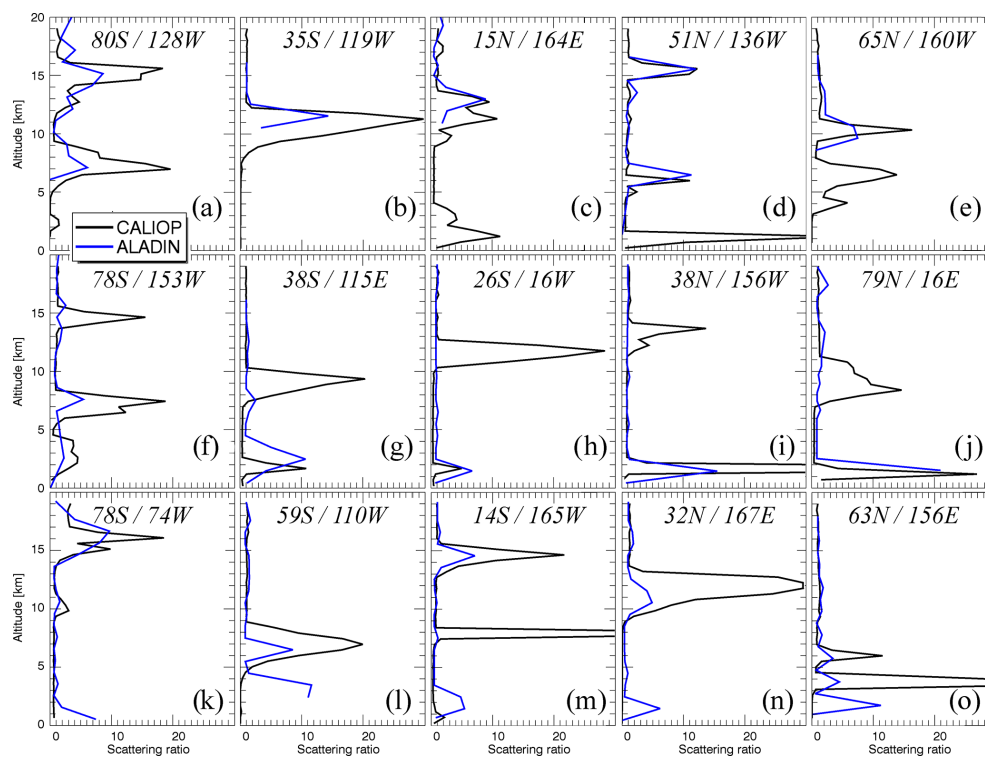 80S / 128W
35S / 119W
15N / 164E
51N / 136W
65N / 160W
20
15
10
5
0
Altitude [km]
(a)
(b)
(c)
(d)
(e)
CALIOP
ALADIN
78S / 153W
38S / 115E
26S / 16W
38N / 156W
79N / 16E
15
10
5
0
Altitude [km]
(f)
(g)
(h)
(i)
(j)
78S / 74W
59S / 110W
14S / 165W
32N / 167E
63N / 156E
15
10
5
0
Altitude [km]
(k)
(l)
(m)
(n)
(o)
0 10 20 0 10 20 0 10 20 0 10 20 0 10 20
Scattering ratio Scattering ratio Scattering ratio Scattering ratio Scattering ratio